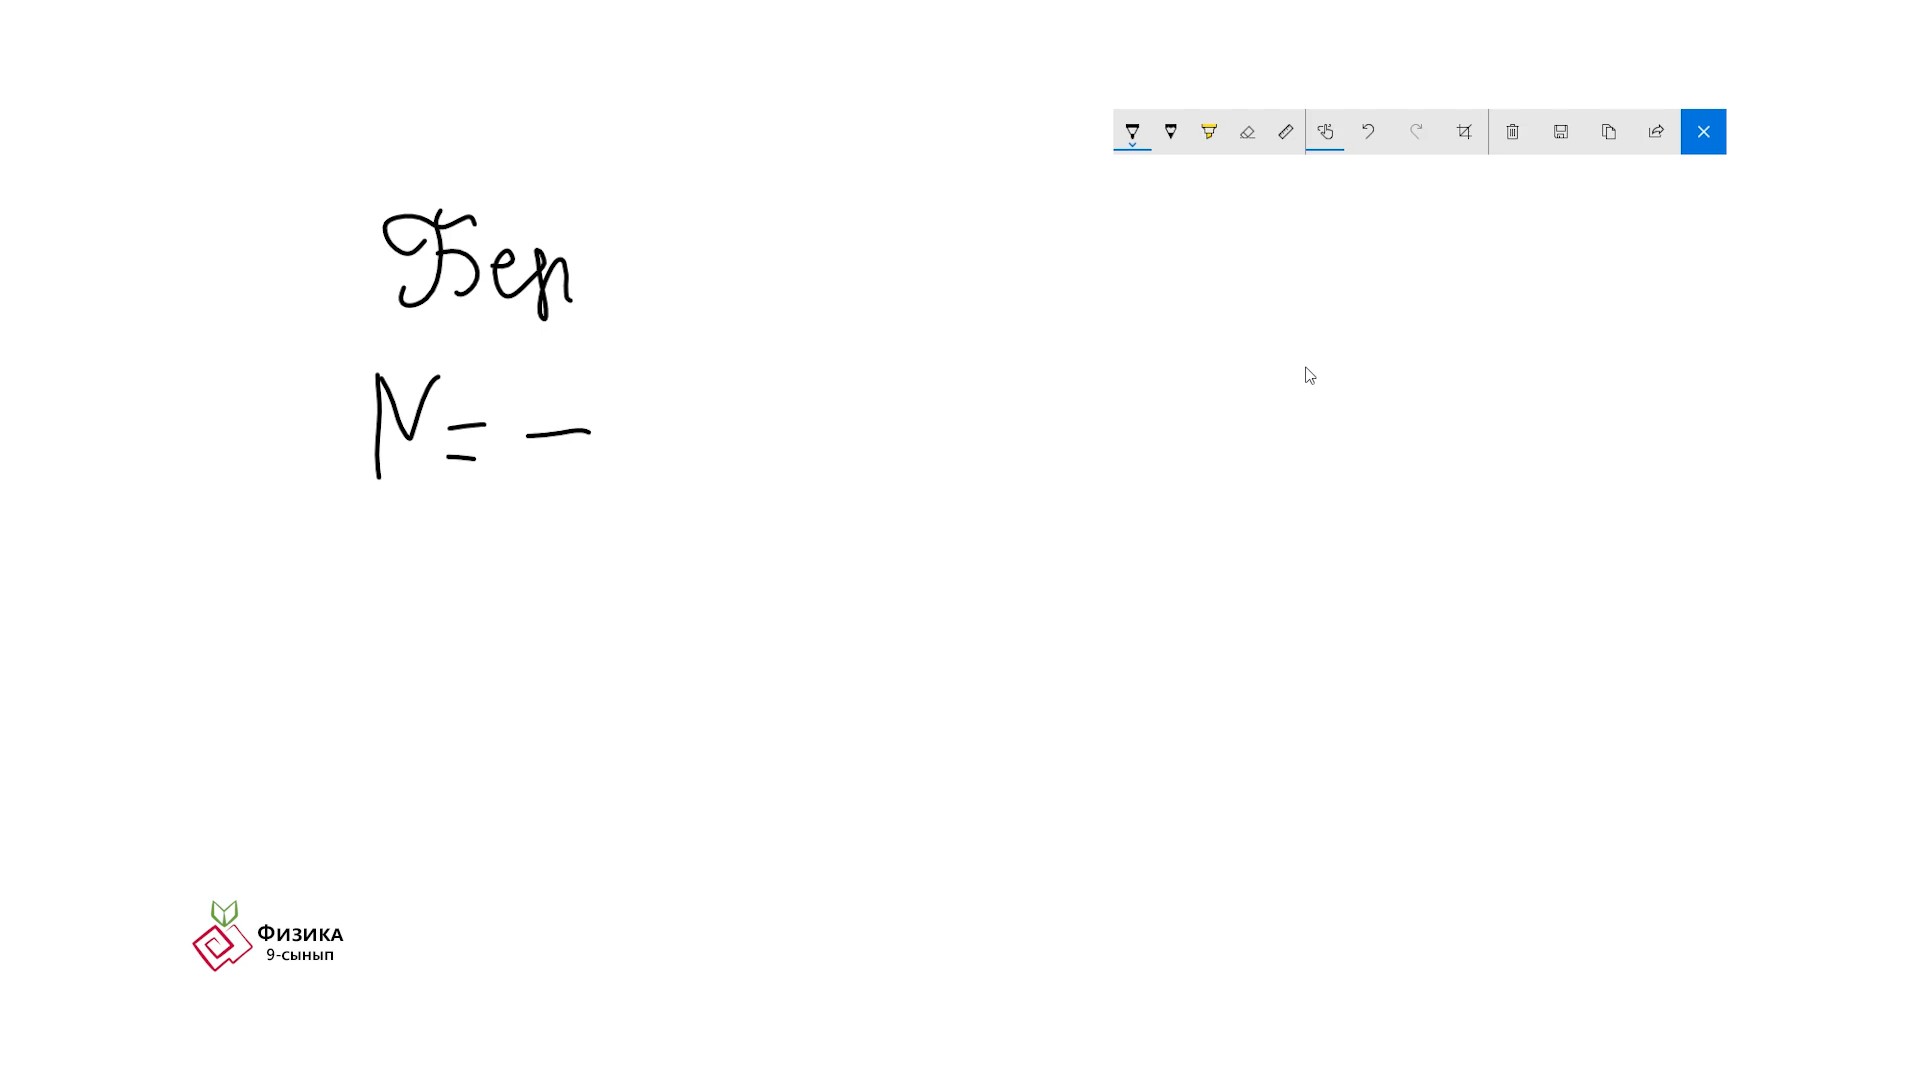 Бер
N = —
Физика
9-сынып